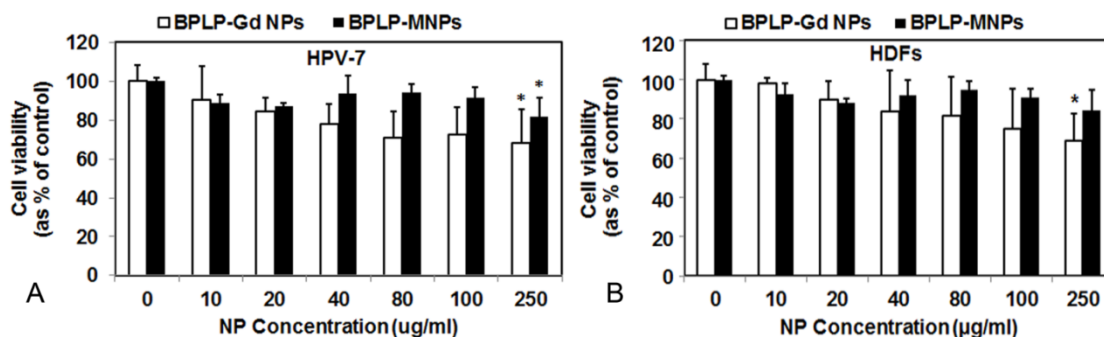 BPLP-Gd NPs BPLP-MNPs
HPV-7
Cell viability
(as % of control)
120
100
80
60
40
20
0
* *
0 10 20 40 80 100 250
NP Concentration (ug/ml)
A
BPLP-Gd NPs BPLP-MNPs
HDFs
Cell viability
(as % of control)
120
100
80
60
40
20
0
*
0 10 20 40 80 100 250
NP Concentration (µg/ml)
B